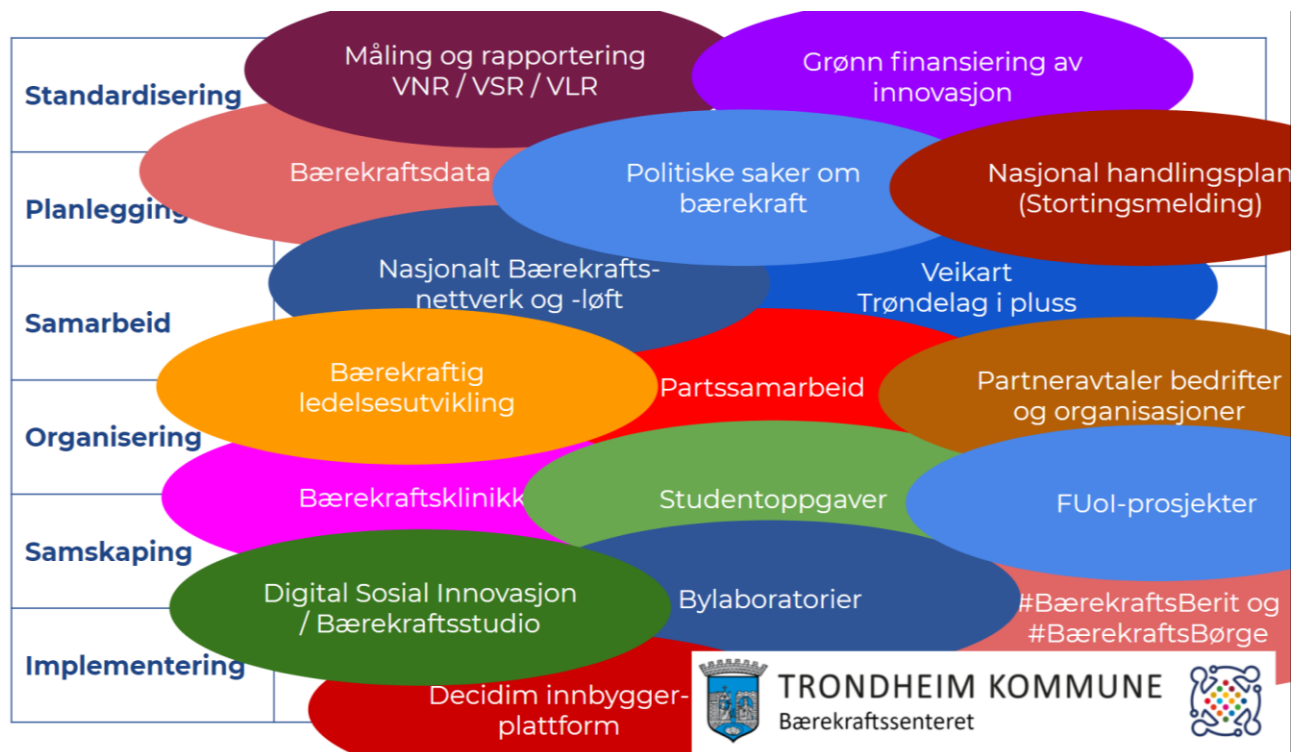 Måling og rapportering
VNR / VSR / VLR
Grønn finansiering av
innovasjon
Standardisering
Bærekraftsdata
Politiske saker om
bærekraft
Nasjonal handlingsplan
(Stortingsmelding)
Planlegging
Nasjonalt Bærekrafts-
nettverk og -løft
Veikart
Trøndelag i pluss
Samarbeid
Bærekraftig
ledelsesutvikling
Partssamarbeid
Partneravtaler bedrifter
og organisasjoner
Organisering
Bærekraftsklinikk
Studentoppgaver
FUoI-prosjekter
Samskaping
Digital Sosial Innovasjon
/ Bærekraftsstudio
Bylaboratorier
#BærekraftsBerit og
#BærekraftsBørge
Implementering
Decidim innbygger-
plattform
TRONDHEIM KOMMUNE
Bærekraftssenteret